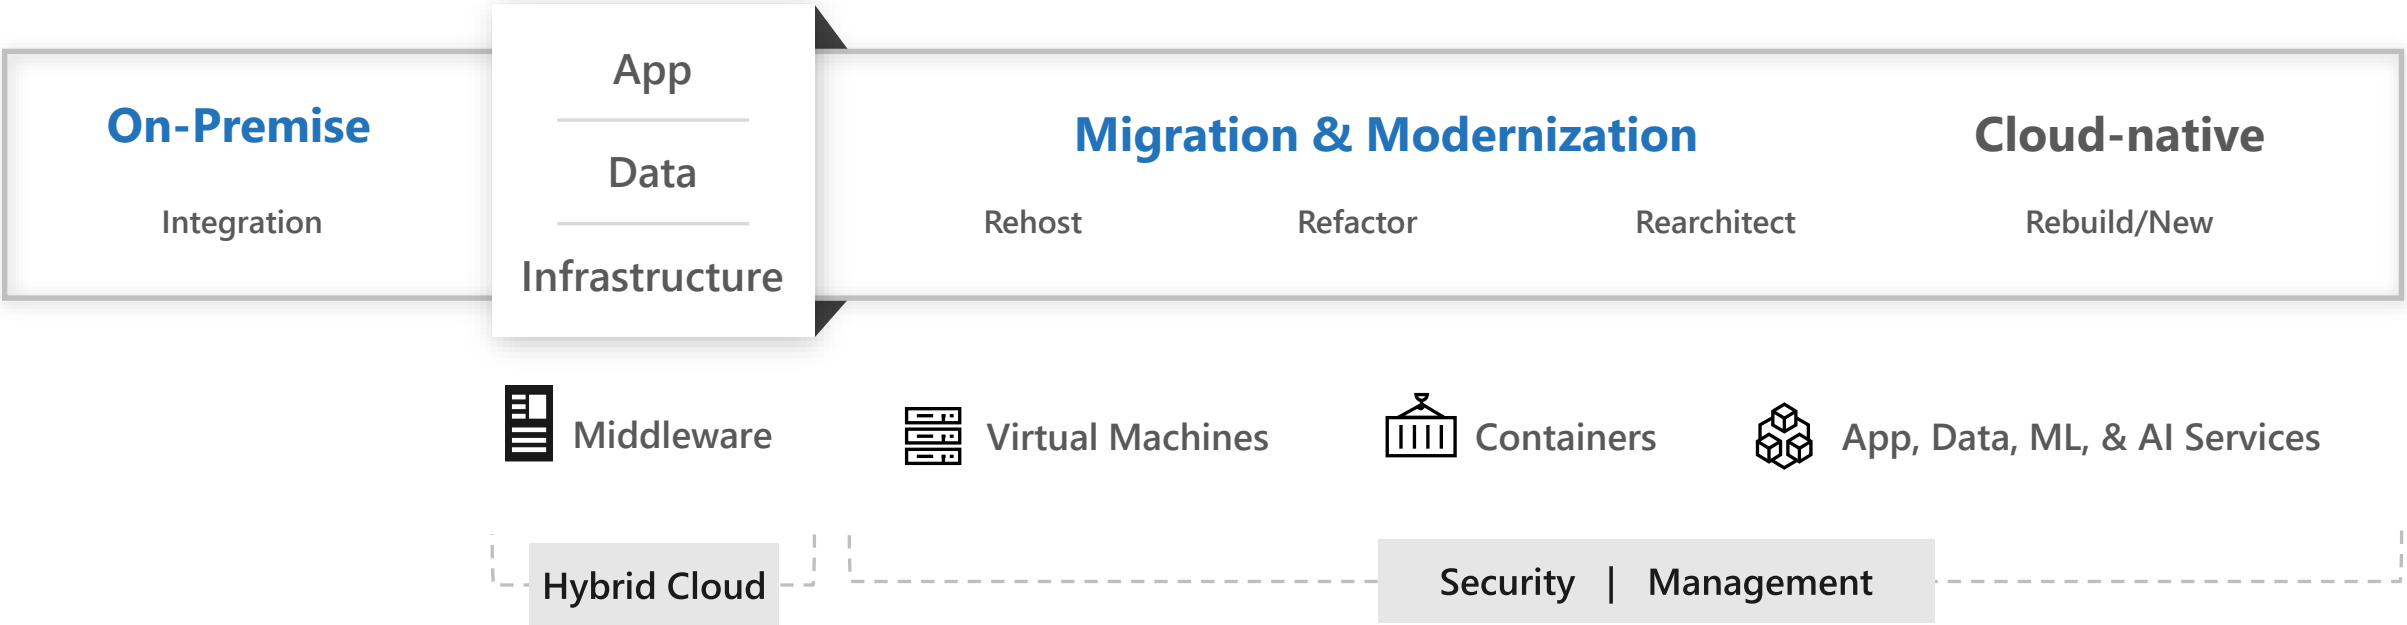 On-Premise
Integration
App
Data
Infrastructure
Migration & Modernization
Cloud-native
Rehost
Refactor
Rearchitect
Rebuild/New
Middleware
Virtual Machines
Containers
App, Data, ML, & AI Services
Hybrid Cloud
Security | Management